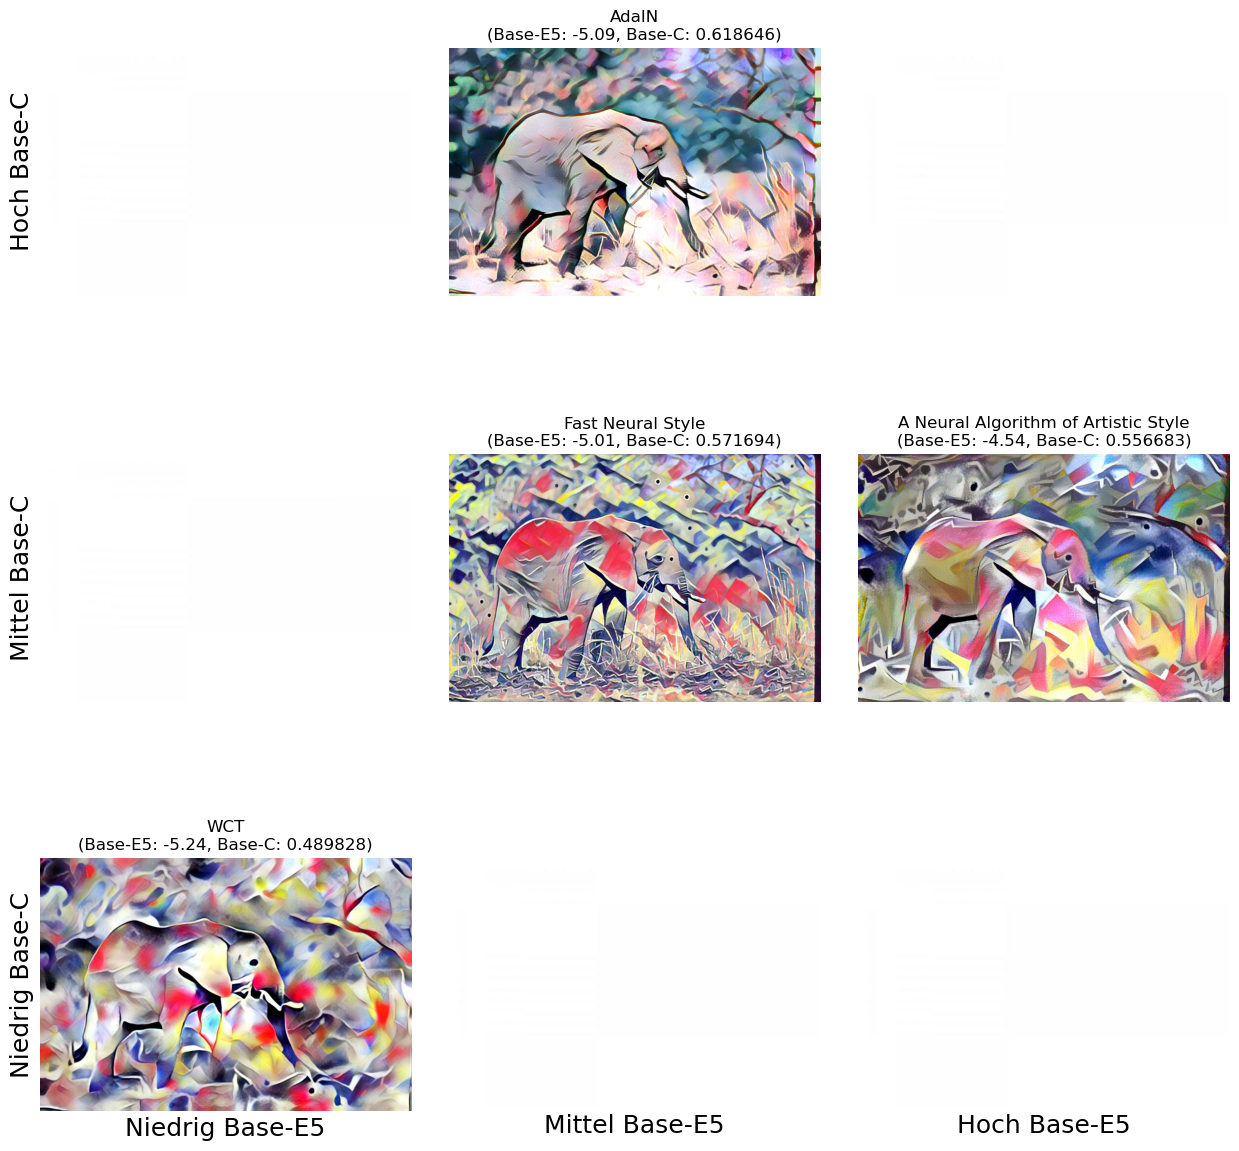 AdaIN
(Base-E5: -5.09, Base-C: 0.618646)
Hoch Base-C
Fast Neural Style
(Base-E5: -5.01, Base-C: 0.571694)
A Neural Algorithm of Artistic Style
(Base-E5: -4.54, Base-C: 0.556683)
Mittel Base-C
WCT
(Base-E5: -5.24, Base-C: 0.489828)
Niedrig Base-C
Niedrig Base-E5
Mittel Base-E5
Hoch Base-E5